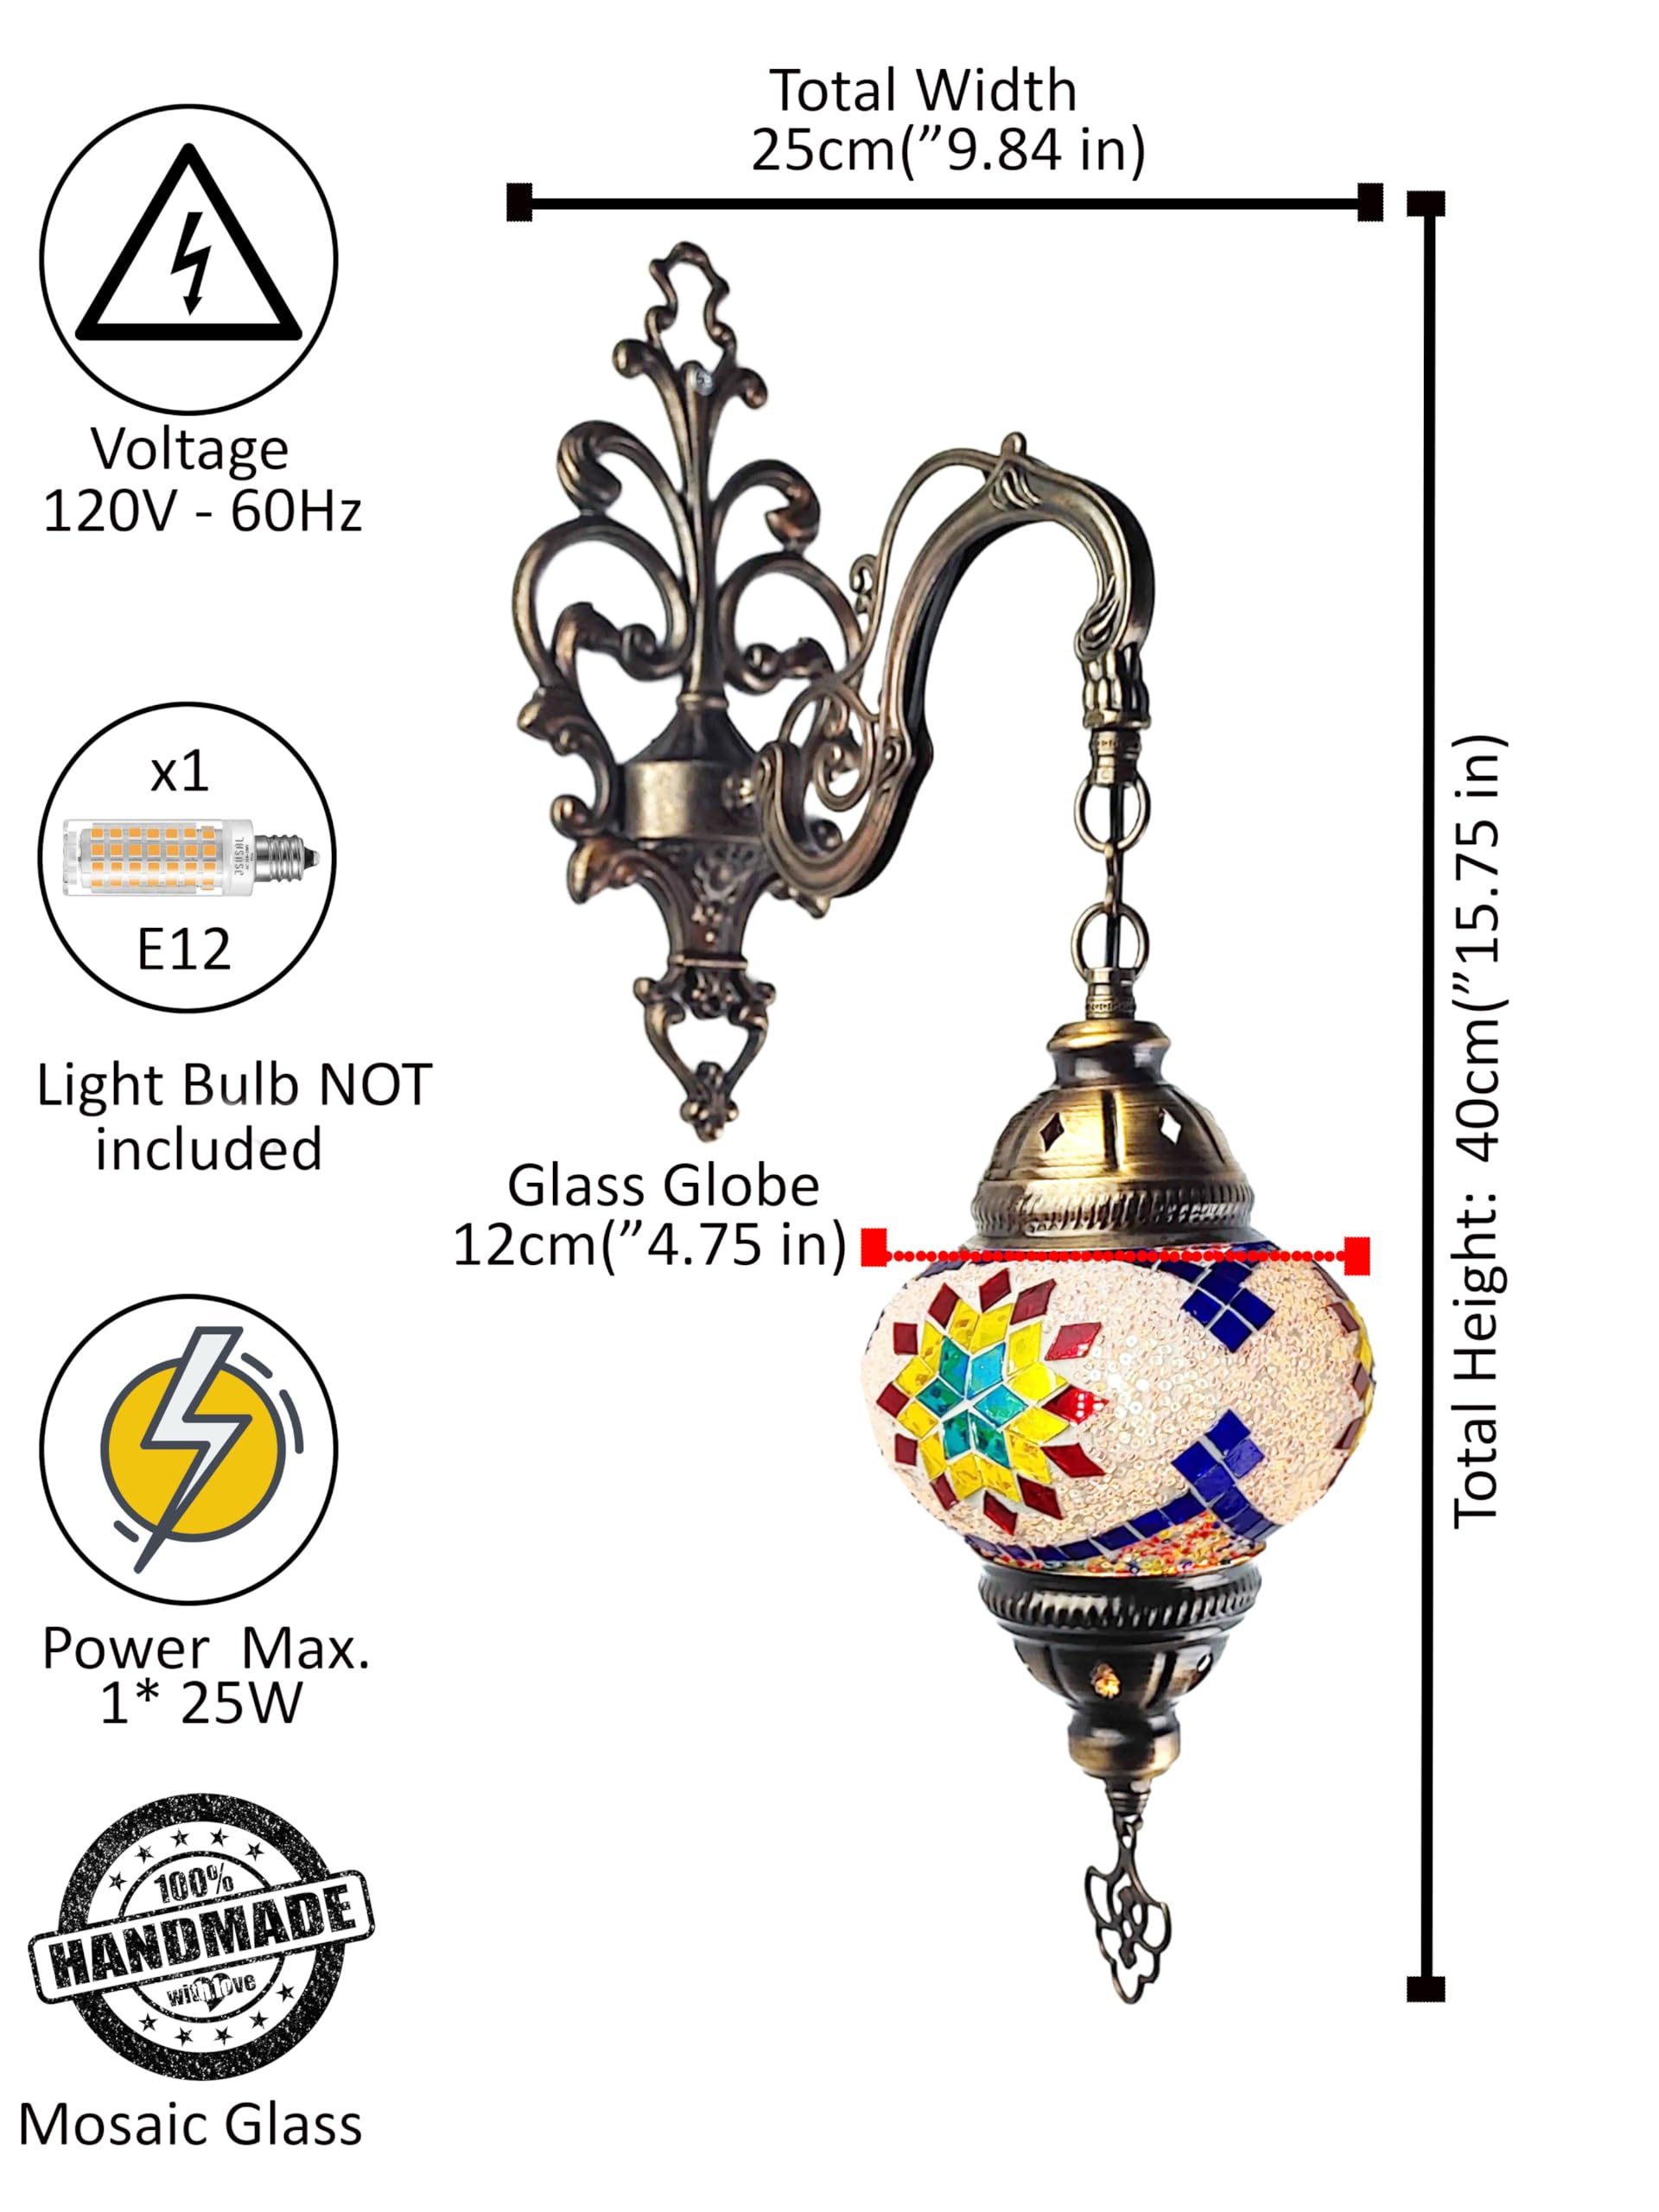 Total Width
25cm(”9.84 in)
Voltage
120V - 60Hz
x1
JSUSAL
E12
Light Bulb NOT
included
Glass Globe
12cm(”4.75 in)
Total Height: 40cm(”15.75 in)
Power Max.
1* 25W
100%
HANDMADE
with love
Mosaic Glass